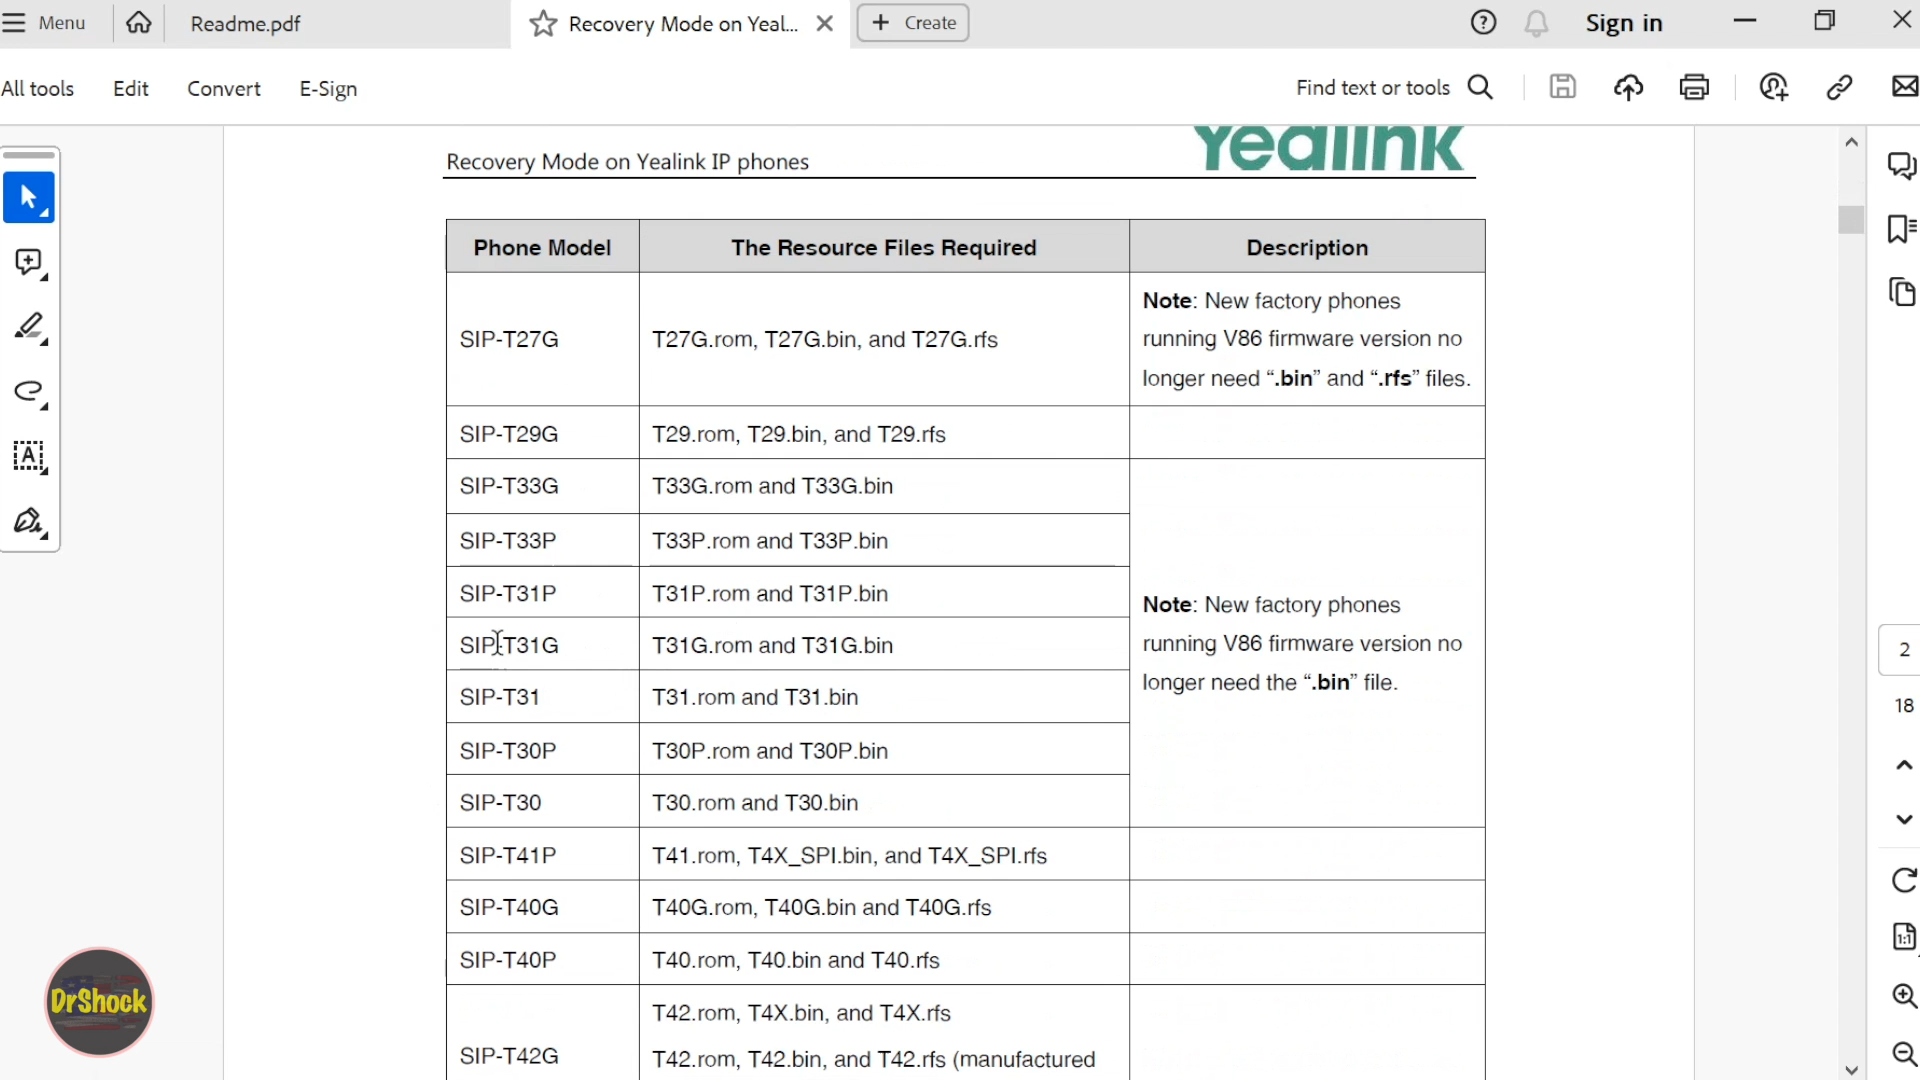 Menu
Readme.pdf
Recovery Mode on Yeal...
Create
Sign in
All tools
Edit
Convert
E-Sign
Find text or tools
Recovery Mode on Yealink IP phones
Yealink
Phone Model
The Resource Files Required
Description
SIP-T27G
T27G.rom, T27G.bin, and T27G.rfs
Note: New factory phones
running V86 firmware version no
longer need “.bin” and “.rfs” files.
SIP-T29G
T29.rom, T29.bin, and T29.rfs
SIP-T33G
T33G.rom and T33G.bin
SIP-T33P
T33P.rom and T33P.bin
SIP-T31P
T31P.rom and T31P.bin
SIP-T31G
T31G.rom and T31G.bin
SIP-T31
T31.rom and T31.bin
SIP-T30P
T30P.rom and T30P.bin
SIP-T30
T30.rom and T30.bin
Note: New factory phones
running V86 firmware version no
longer need the “.bin” file.
SIP-T41P
T41.rom, T4X_SPI.bin, and T4X_SPI.rfs
SIP-T40G
T40G.rom, T40G.bin and T40G.rfs
SIP-T40P
T40.rom, T40.bin and T40.rfs
SIP-T42G
T42.rom, T4X.bin, and T4X.rfs
T42.rom, T42.bin, and T42.rfs (manufactured
2
18
1:1
DrShock